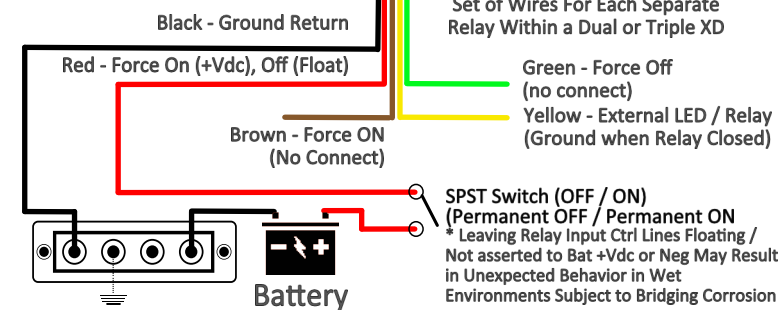 Set of Wires For Each Separate
Relay Within a Dual or Triple XD
Black - Ground Return
Red - Force On (+Vdc), Off (Float)
Green - Force Off
(no connect)
Yellow - External LED / Relay
(Ground when Relay Closed)
Brown - Force ON
(No Connect)
SPST Switch (OFF / ON)
(Permanent OFF / Permanent ON
* Leaving Relay Input Ctrl Lines Floating /
Not asserted to Bat +Vdc or Neg May Result
in Unexpected Behavior in Wet
Environments Subject to Bridging Corrosion
Battery